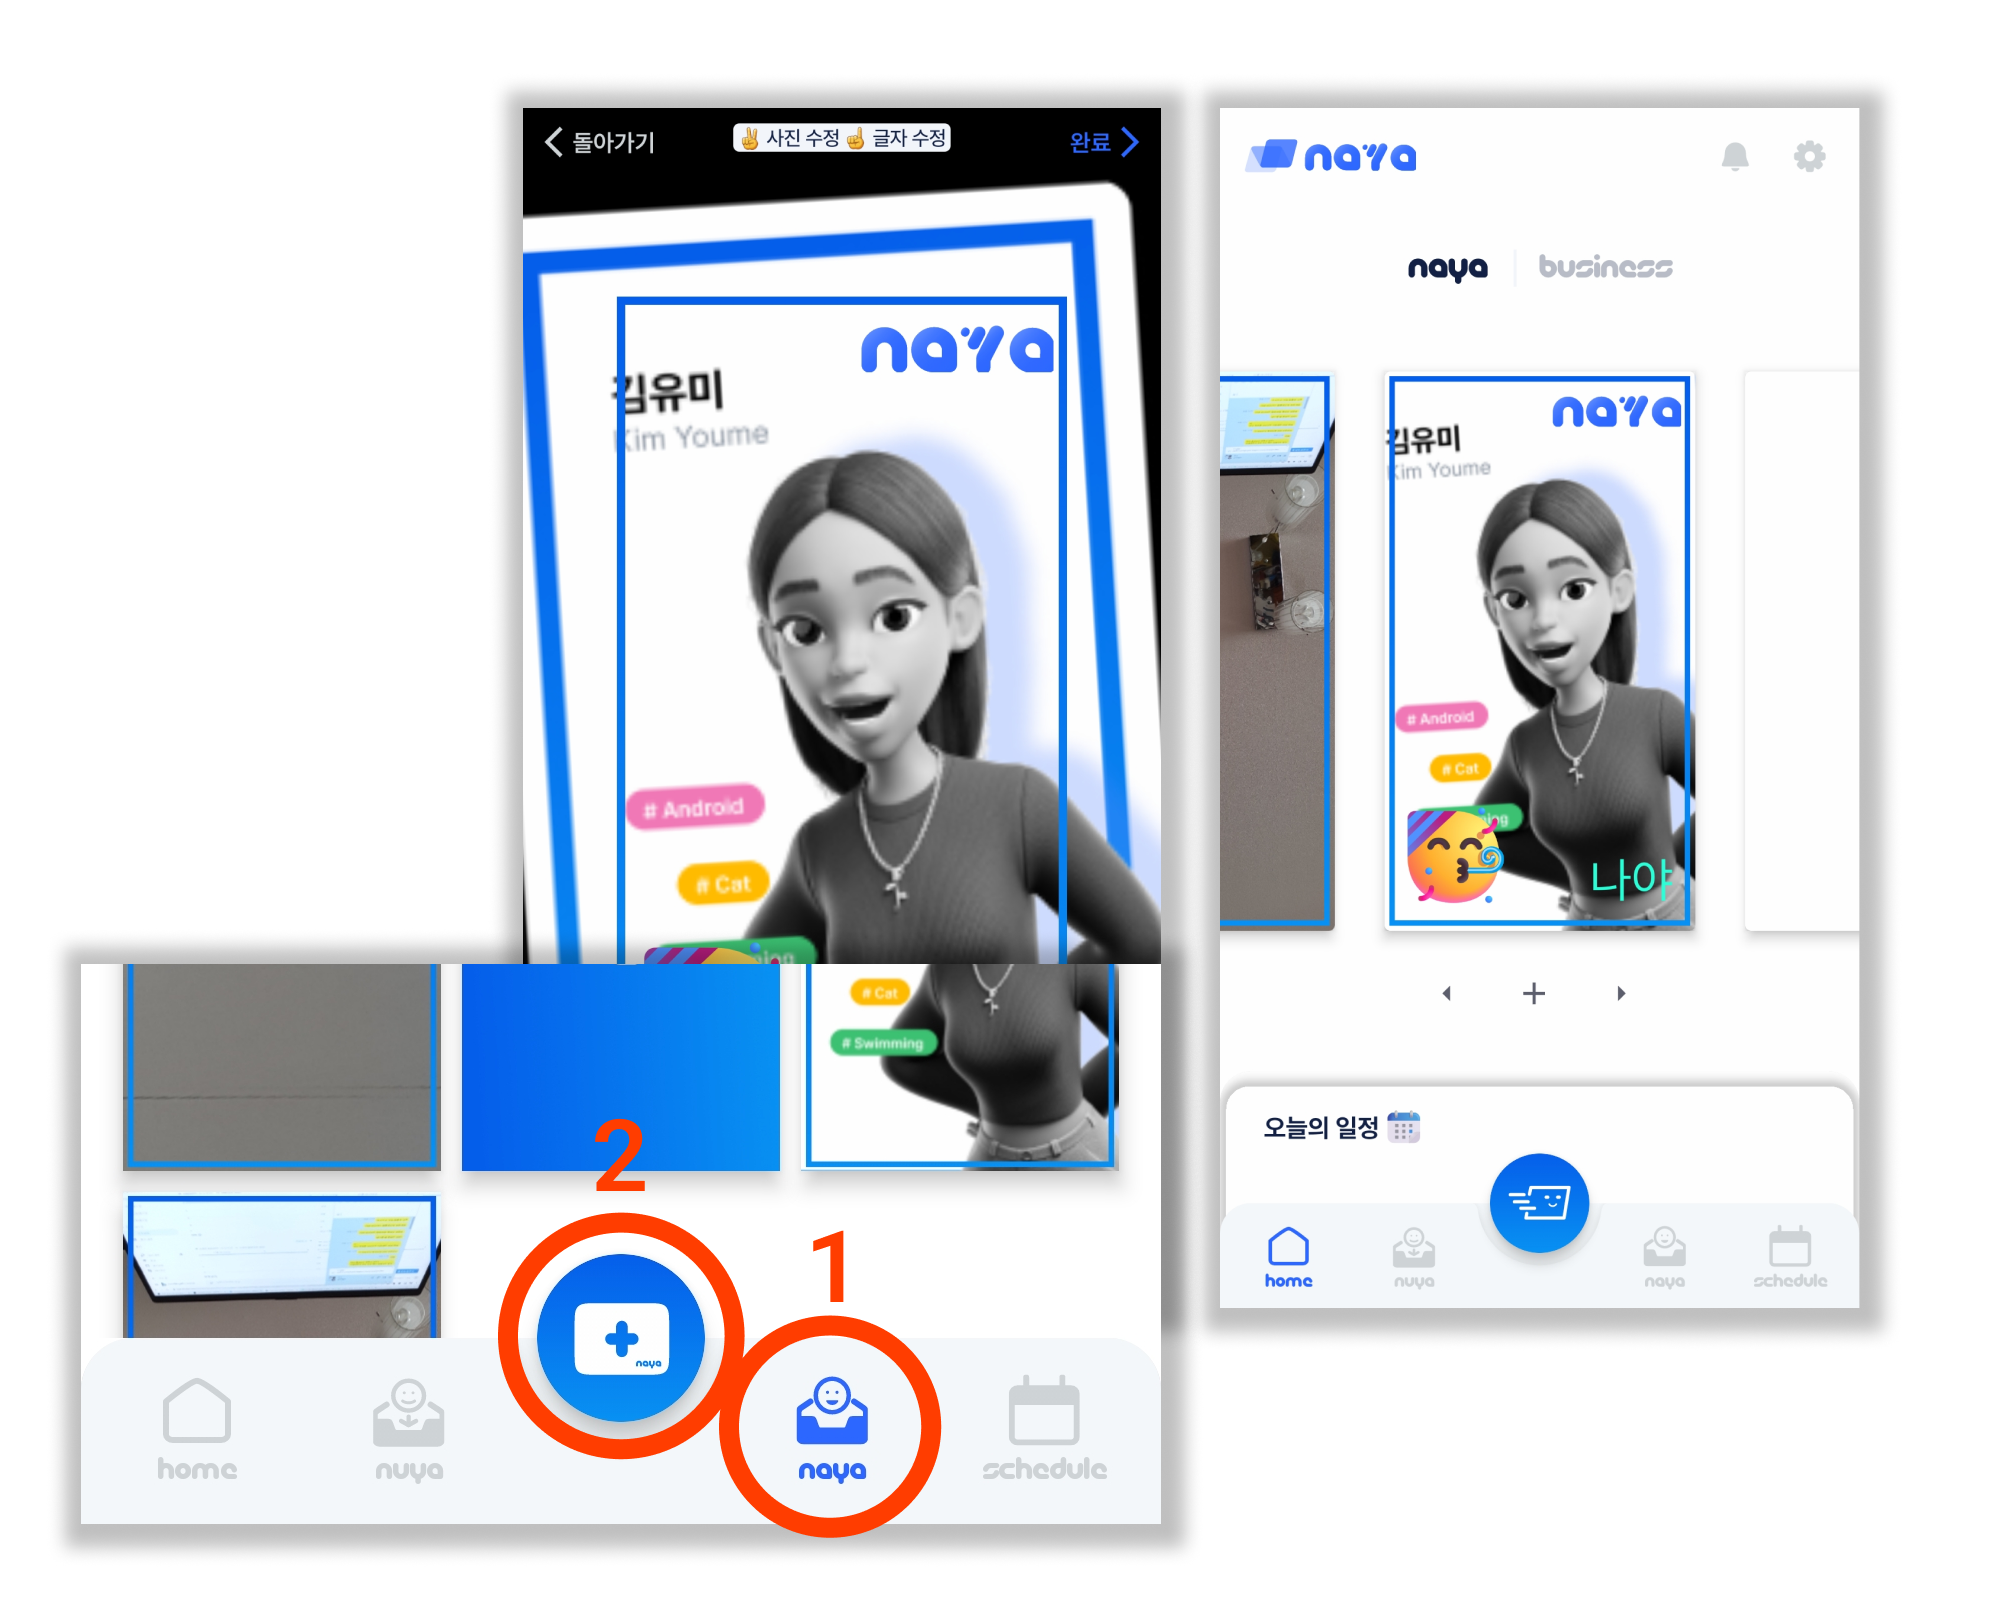 돌아가기
✌️ 사진 수정 ☝️ 글자 수정
완료
naya
김유미
Kim Youme
# Android
# Cat
# Cat
# Swimming
2
1
naya
home
nuya
naya
schedule
naya
naya
business
naya
김유미
Kim Youme
# Android
# Cat
나야
오늘의 일정
home
nuya
naya
schedule